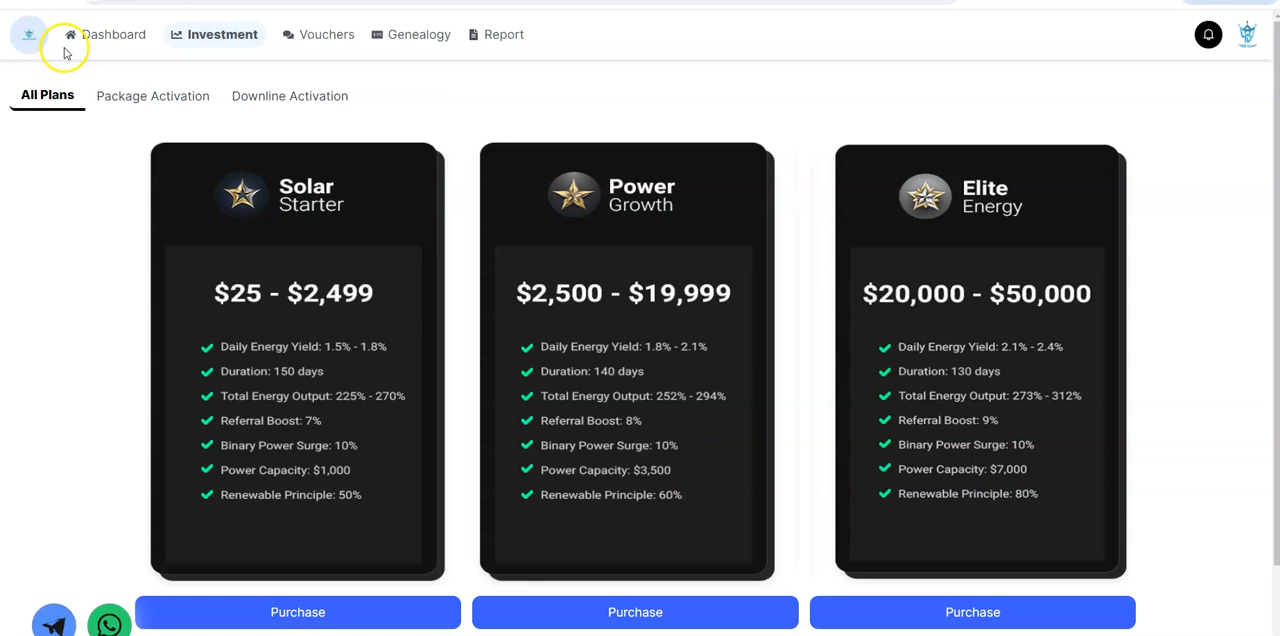 Dashboard Investment Vouchers Genealogy Report
All Plans Package Activation Downline Activation
Solar
Starter
$25 - $2,499
Daily Energy Yield: 1.5% - 1.8%
Duration: 150 days
Total Energy Output: 225% - 270%
Referral Boost: 7%
Binary Power Surge: 10%
Power Capacity: $1,000
Renewable Principle: 50%
Purchase
Power
Growth
$2,500 - $19,999
Daily Energy Yield: 1.8% - 2.1%
Duration: 140 days
Total Energy Output: 252% - 294%
Referral Boost: 8%
Binary Power Surge: 10%
Power Capacity: $3,500
Renewable Principle: 60%
Purchase
Elite
Energy
$20,000 - $50,000
Daily Energy Yield: 2.1% - 2.4%
Duration: 130 days
Total Energy Output: 273% - 312%
Referral Boost: 9%
Binary Power Surge: 10%
Power Capacity: $7,000
Renewable Principle: 80%
Purchase